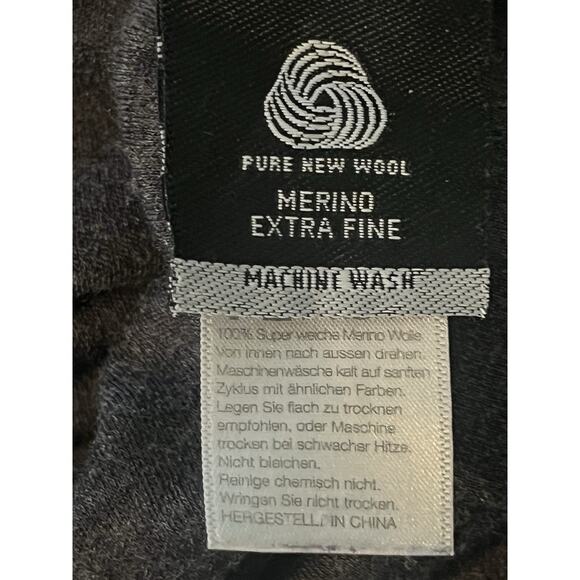 PURE NEW WOOL
MERINO
EXTRA FINE
MACHINE WASH
100% Super weiche Merino Wolle
Von innen nach aussen drehen.
Maschinenwäsche kalt auf sanften
Zyklus mit ähnlichen Farben.
Legen Sie flach zu trocknen
empfohlen, oder Maschine
trocken bei schwacher Hitze.
Nicht bleichen.
Reinige chemisch nicht.
Wringen Sie nicht trocken.
HERGESTELL/IN CHINA